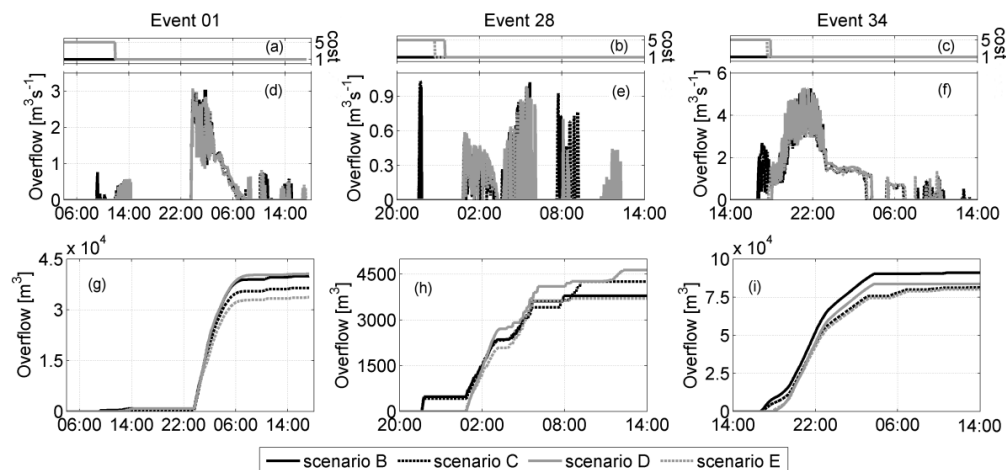 Event 01 Event 28 Event 34
(a) 5 1 cost (b) 5 1 cost (c) 5 1 cost
Overflow [m³s⁻¹] 3 2 1 0 (d)
06:00 14:00 22:00 06:00 14:00
Overflow [m³s⁻¹] 0.9 0.6 0.3 0 (e)
20:00 02:00 08:00 14:00
Overflow [m³s⁻¹] 6 4 2 0 (f)
14:00 22:00 06:00 14:00
x 10⁴
Overflow [m³] 4.5 3 1.5 0 (g)
06:00 14:00 22:00 06:00 14:00
Overflow [m³] 4500 3000 1500 0 (h)
20:00 02:00 08:00 14:00
x 10⁴
Overflow [m³] 10 7.5 5 2.5 0 (i)
14:00 22:00 06:00 14:00
scenario B scenario C scenario D scenario E